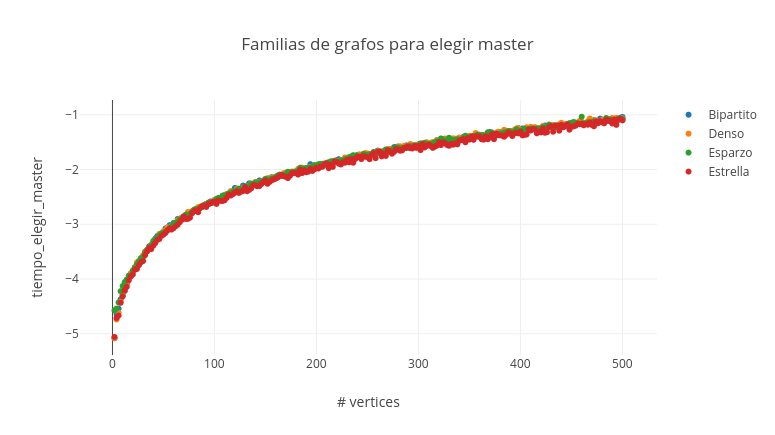 Familias de grafos para elegir master
−1
−2
−3
−4
−5
tiempo_elegir_master
0 100 200 300 400 500
# vertices
Bipartito
Denso
Esparzo
Estrella